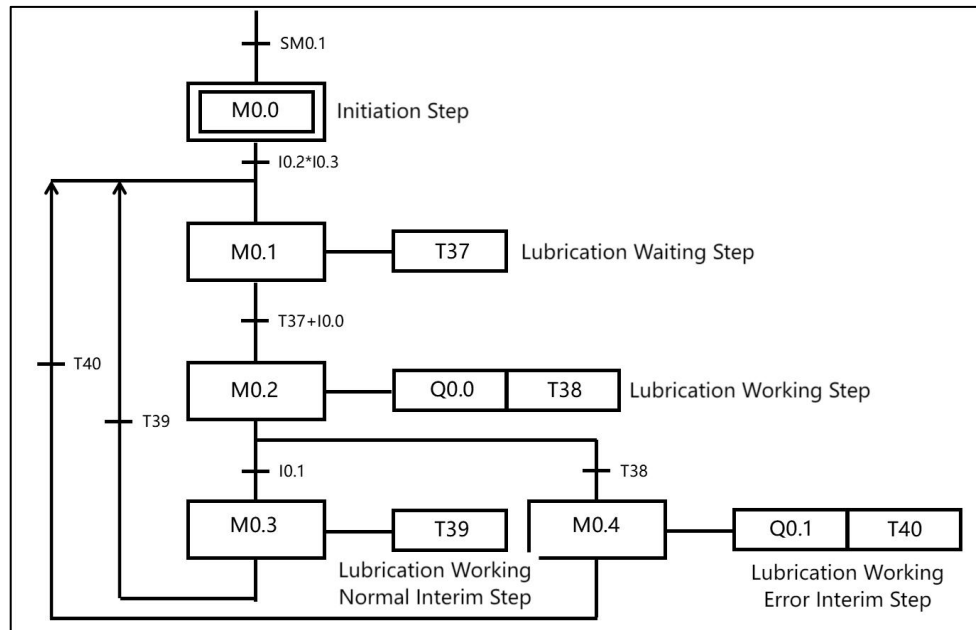 SM0.1
M0.0
Initiation Step
I0.2*I0.3
M0.1
T37
Lubrication Waiting Step
T37+I0.0
T40
M0.2
Q0.0
T38
Lubrication Working Step
T39
I0.1
T38
M0.3
T39
M0.4
Q0.1
T40
Lubrication Working
Normal Interim Step
Lubrication Working
Error Interim Step